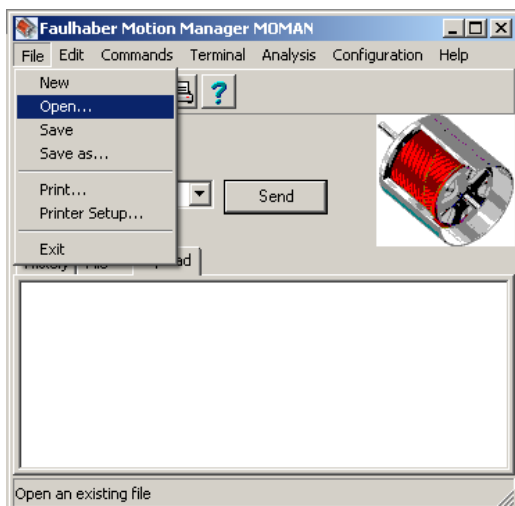 Faulhaber Motion Manager MOMAN
File Edit Commands Terminal Analysis Configuration Help
New
Open...
Save
Save as...
Print...
Printer Setup...
Exit
Send
Open an existing file